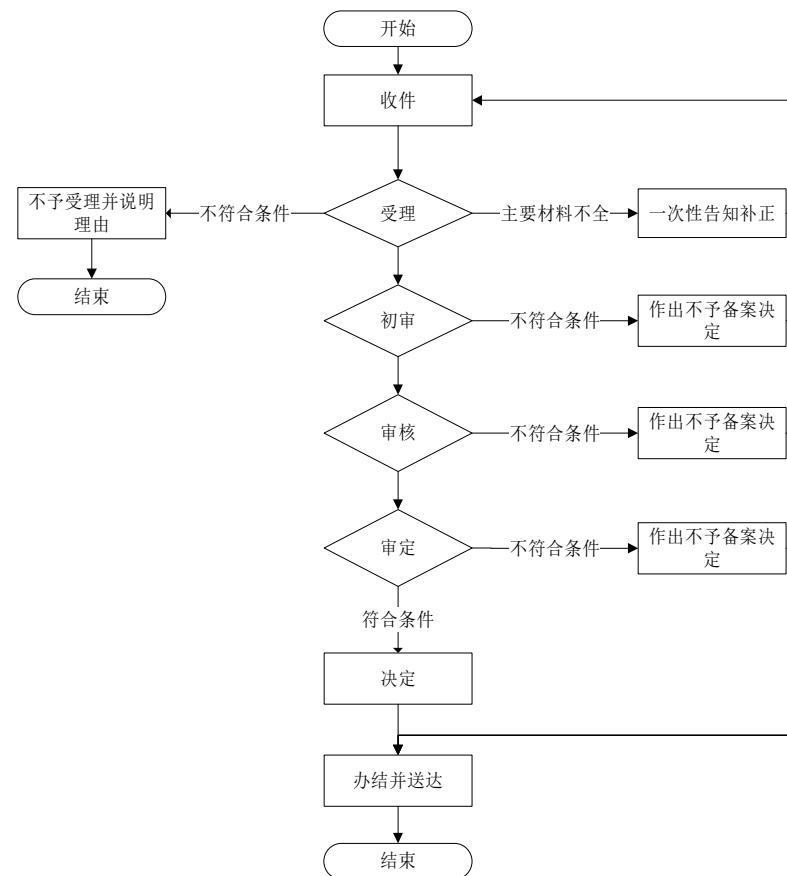 开始
收件
不予受理并说明
理由
不符合条件
受理
主要材料不全
一次性告知补正
结束
初审
不符合条件
作出不予备案决
定
审核
不符合条件
作出不予备案决
定
审定
不符合条件
作出不予备案决
定
符合条件
决定
办结并送达
结束